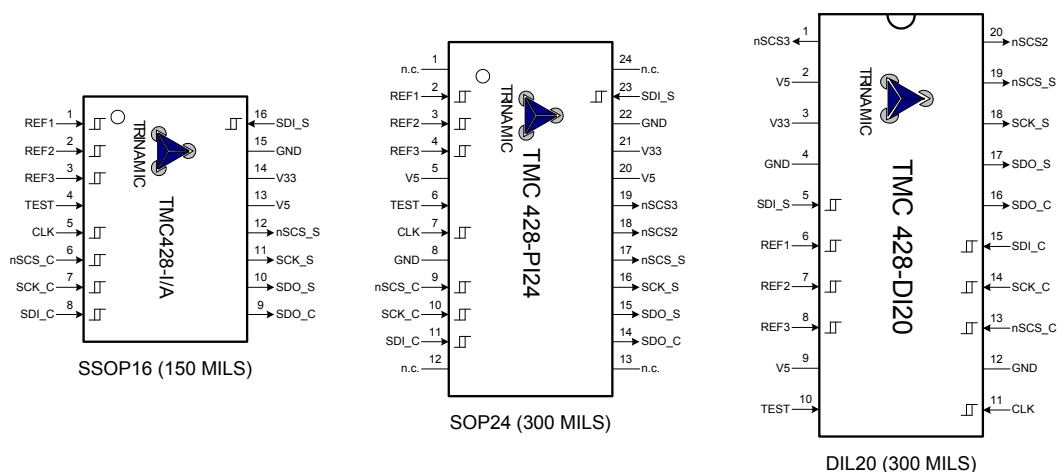 1
REF1
2
REF2
3
REF3
4
TEST
5
CLK
6
nSCS_C
7
SCK_C
8
SDI_C
16
SDI_S
15
GND
14
V33
13
V5
12
nSCS_S
11
SCK_S
10
SDO_S
9
SDO_C
TRINAMIC
TMC428-I/A
SSOP16 (150 MILS)
1
n.c.
2
REF1
3
REF2
4
REF3
5
V5
6
TEST
7
CLK
8
GND
9
nSCS_C
10
SCK_C
11
SDI_C
12
n.c.
24
n.c.
23
SDI_S
22
GND
21
V33
20
V5
19
nSCS3
18
nSCS2
17
nSCS_S
16
SCK_S
15
SDO_S
14
SDO_C
13
n.c.
TRINAMIC
TMC 428-PI24
SOP24 (300 MILS)
1
nSCS3
2
V5
3
V33
4
GND
5
SDI_S
6
REF1
7
REF2
8
REF3
9
V5
10
TEST
20
nSCS2
19
nSCS_S
18
SCK_S
17
SDO_S
16
SDO_C
15
SDI_C
14
SCK_C
13
nSCS_C
12
GND
11
CLK
TRINAMIC
TMC 428-DI20
DIL20 (300 MILS)